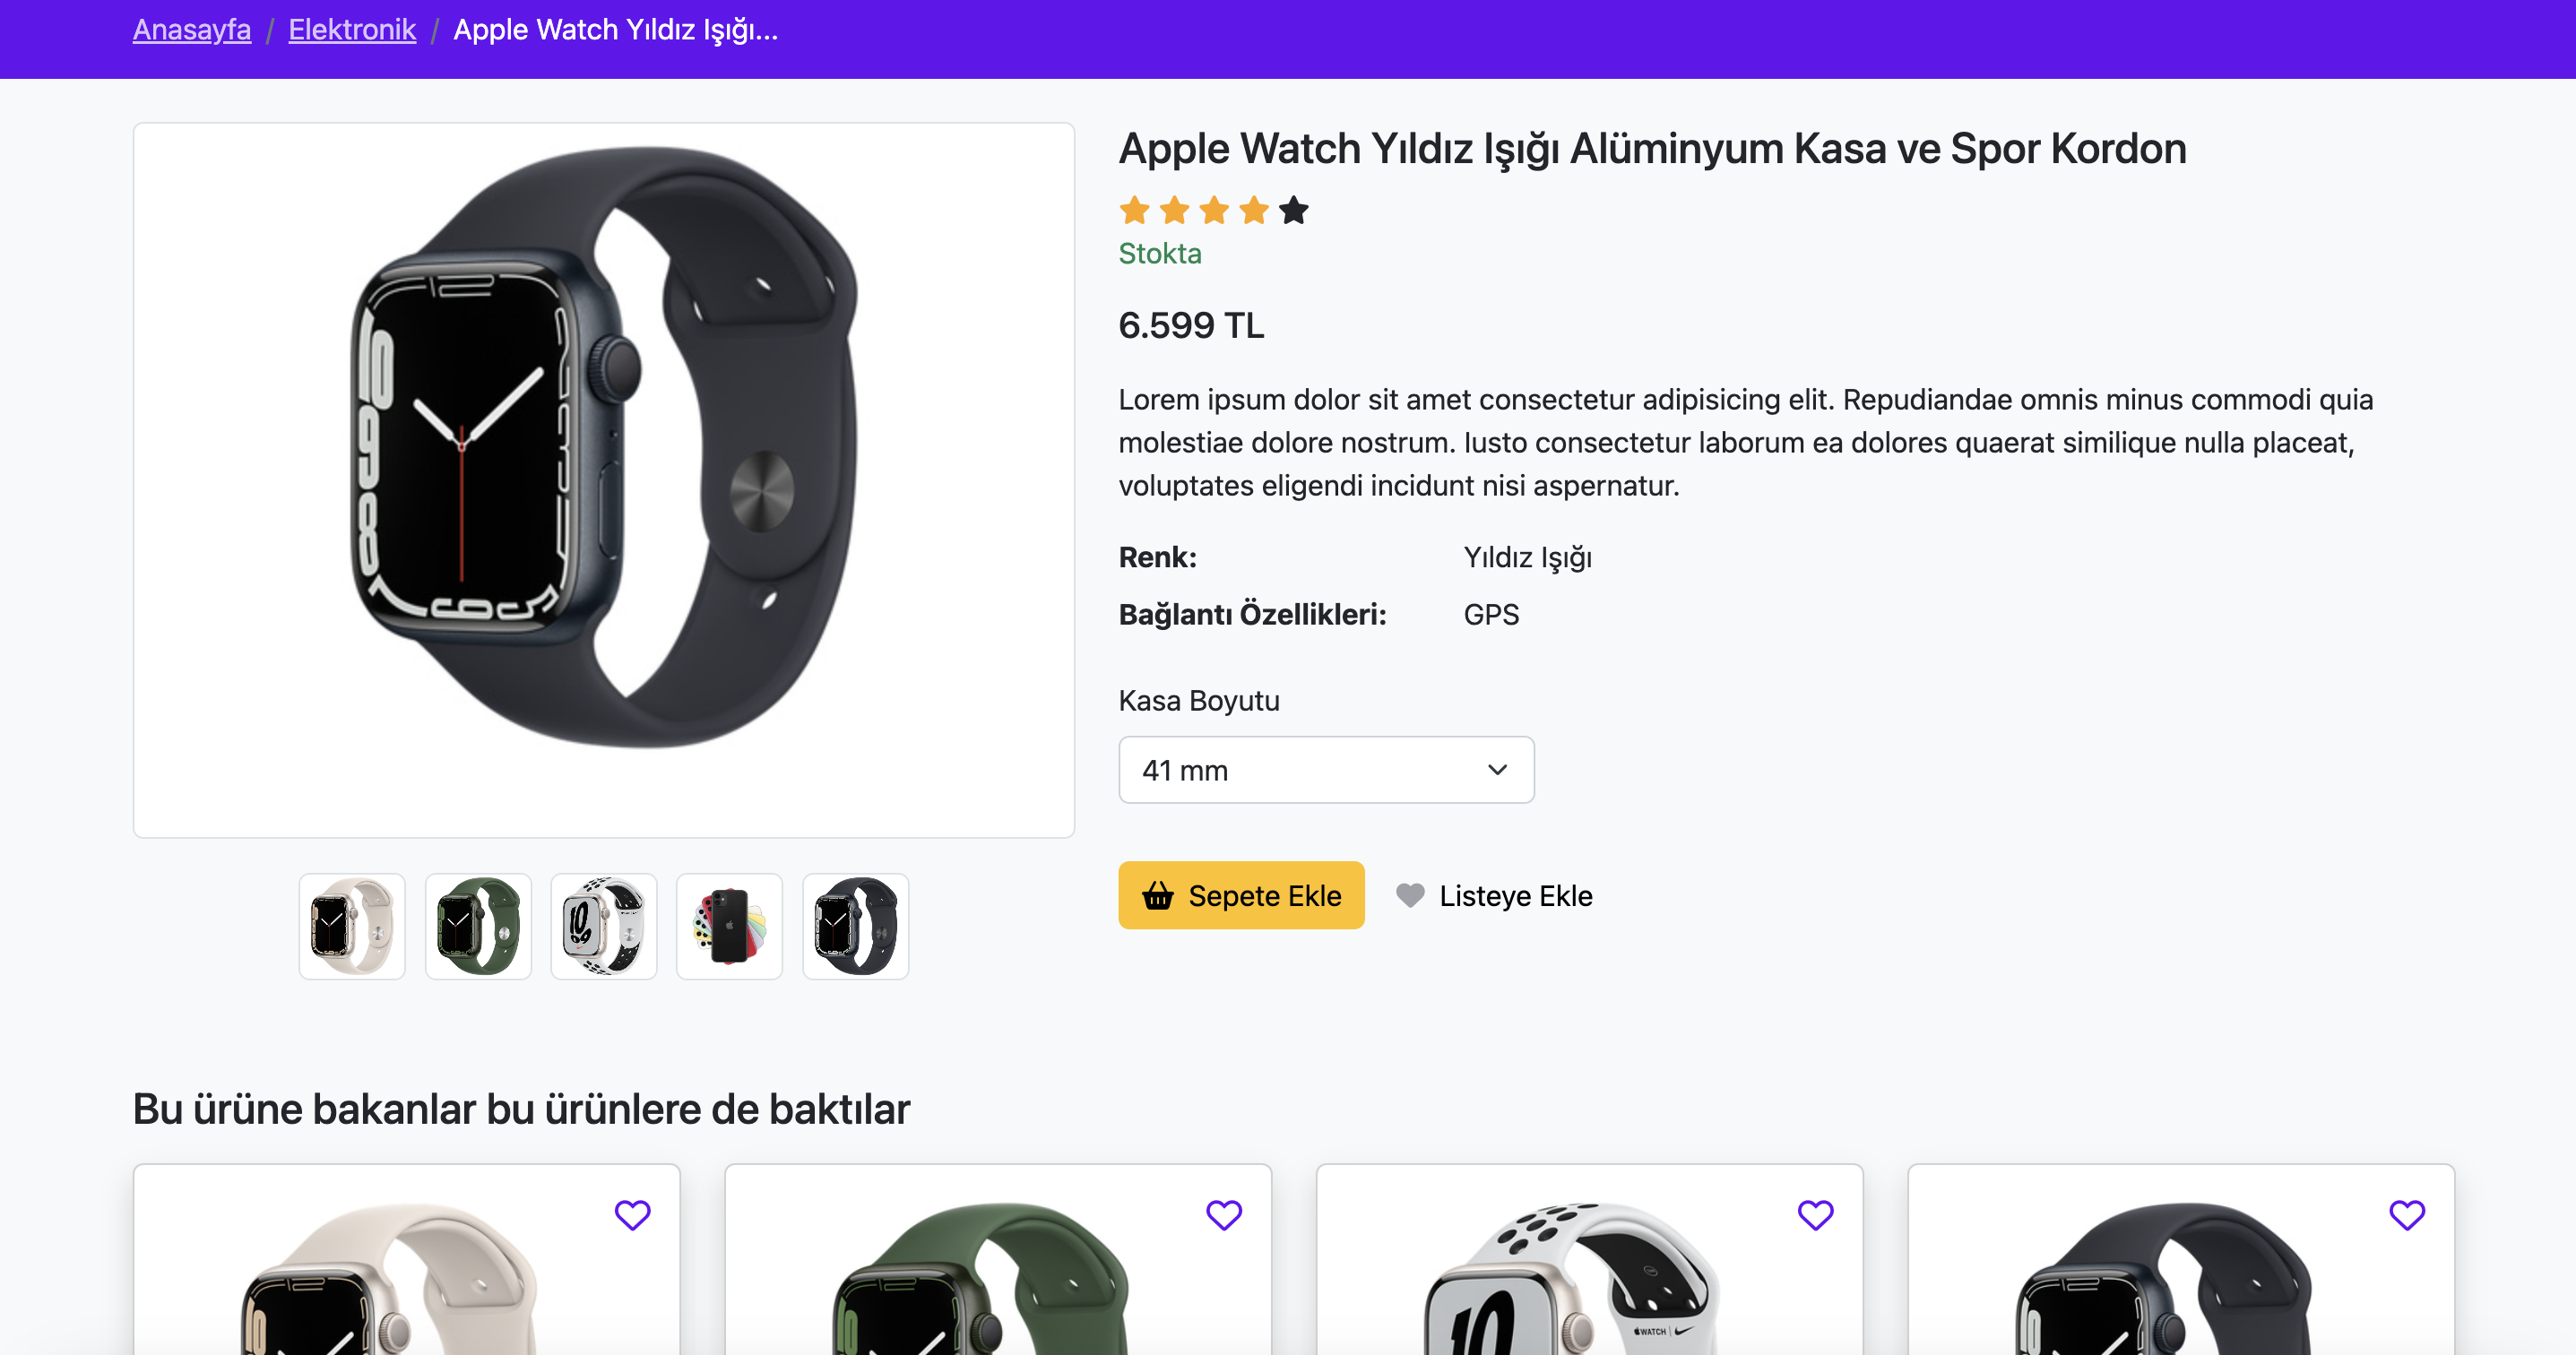 Anasayfa / Elektronik / Apple Watch Yıldız Işığı...
Apple Watch Yıldız Işığı Alüminyum Kasa ve Spor Kordon
Stokta
6.599 TL
Lorem ipsum dolor sit amet consectetur adipisicing elit. Repudiandae omnis minus commodi quia
molestiae dolore nostrum. Iusto consectetur laborum ea dolores quaerat similique nulla placeat,
voluptates eligendi incidunt nisi aspernatur.
Renk: Yıldız Işığı
Bağlantı Özellikleri: GPS
Kasa Boyutu
41 mm
Sepete Ekle Listeye Ekle
Bu ürüne bakanlar bu ürünlere de baktılar
10
WATCH